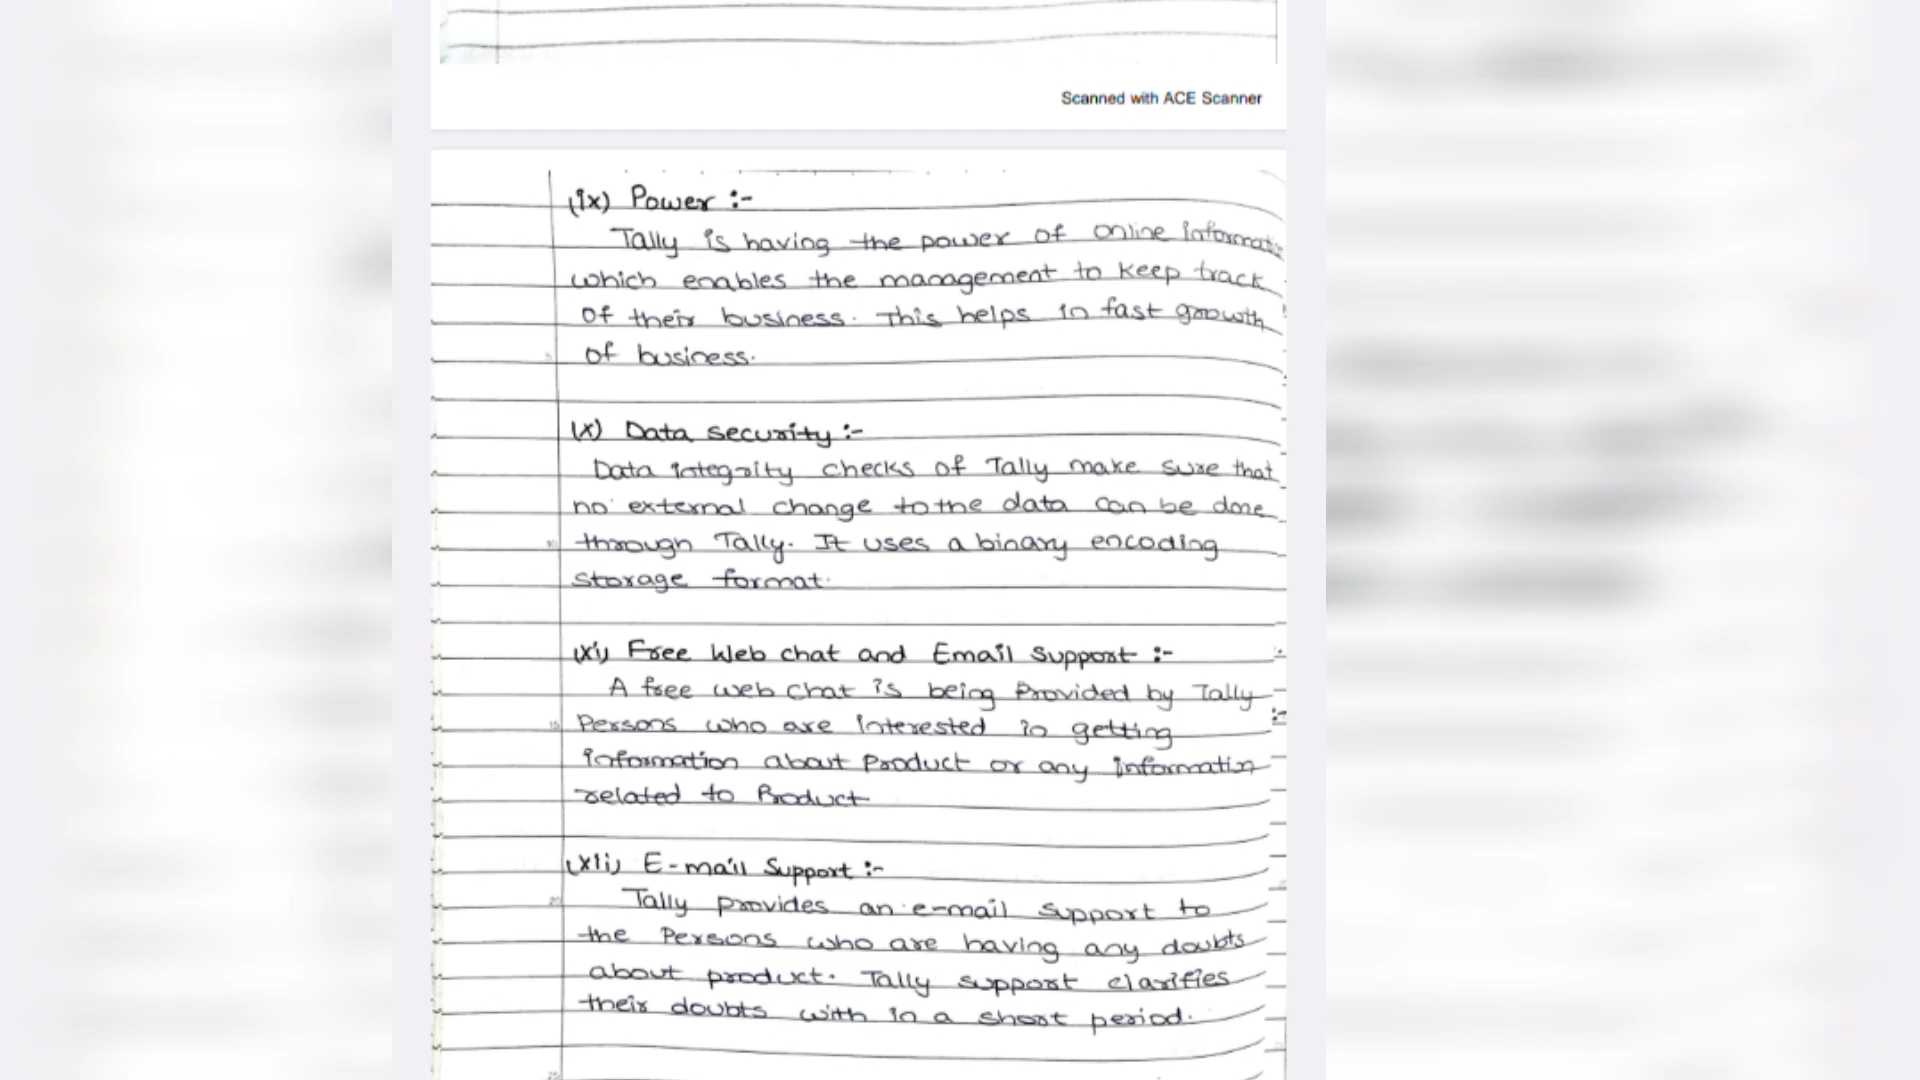 Scanned with ACE Scanner
(ix) Power :-
Tally is having the power of online informat
which enables the management to keep track
of their business. This helps in fast growth
of business.
(x) Data security :-
Data integrity checks of Tally make sure that
no external change to the data can be done
through Tally. It uses a binary encoding
storage format.
(xi) Free Web chat and Email Support :-
A free web chat is being Provided by Tally
Persons who are interested in getting
information about product or any informatin
related to Product
(xii) E-mail Support :-
Tally provides an e-mail support to
the Persons who are having any doubts
about product. Tally support clarifies
their doubts with in a short period.